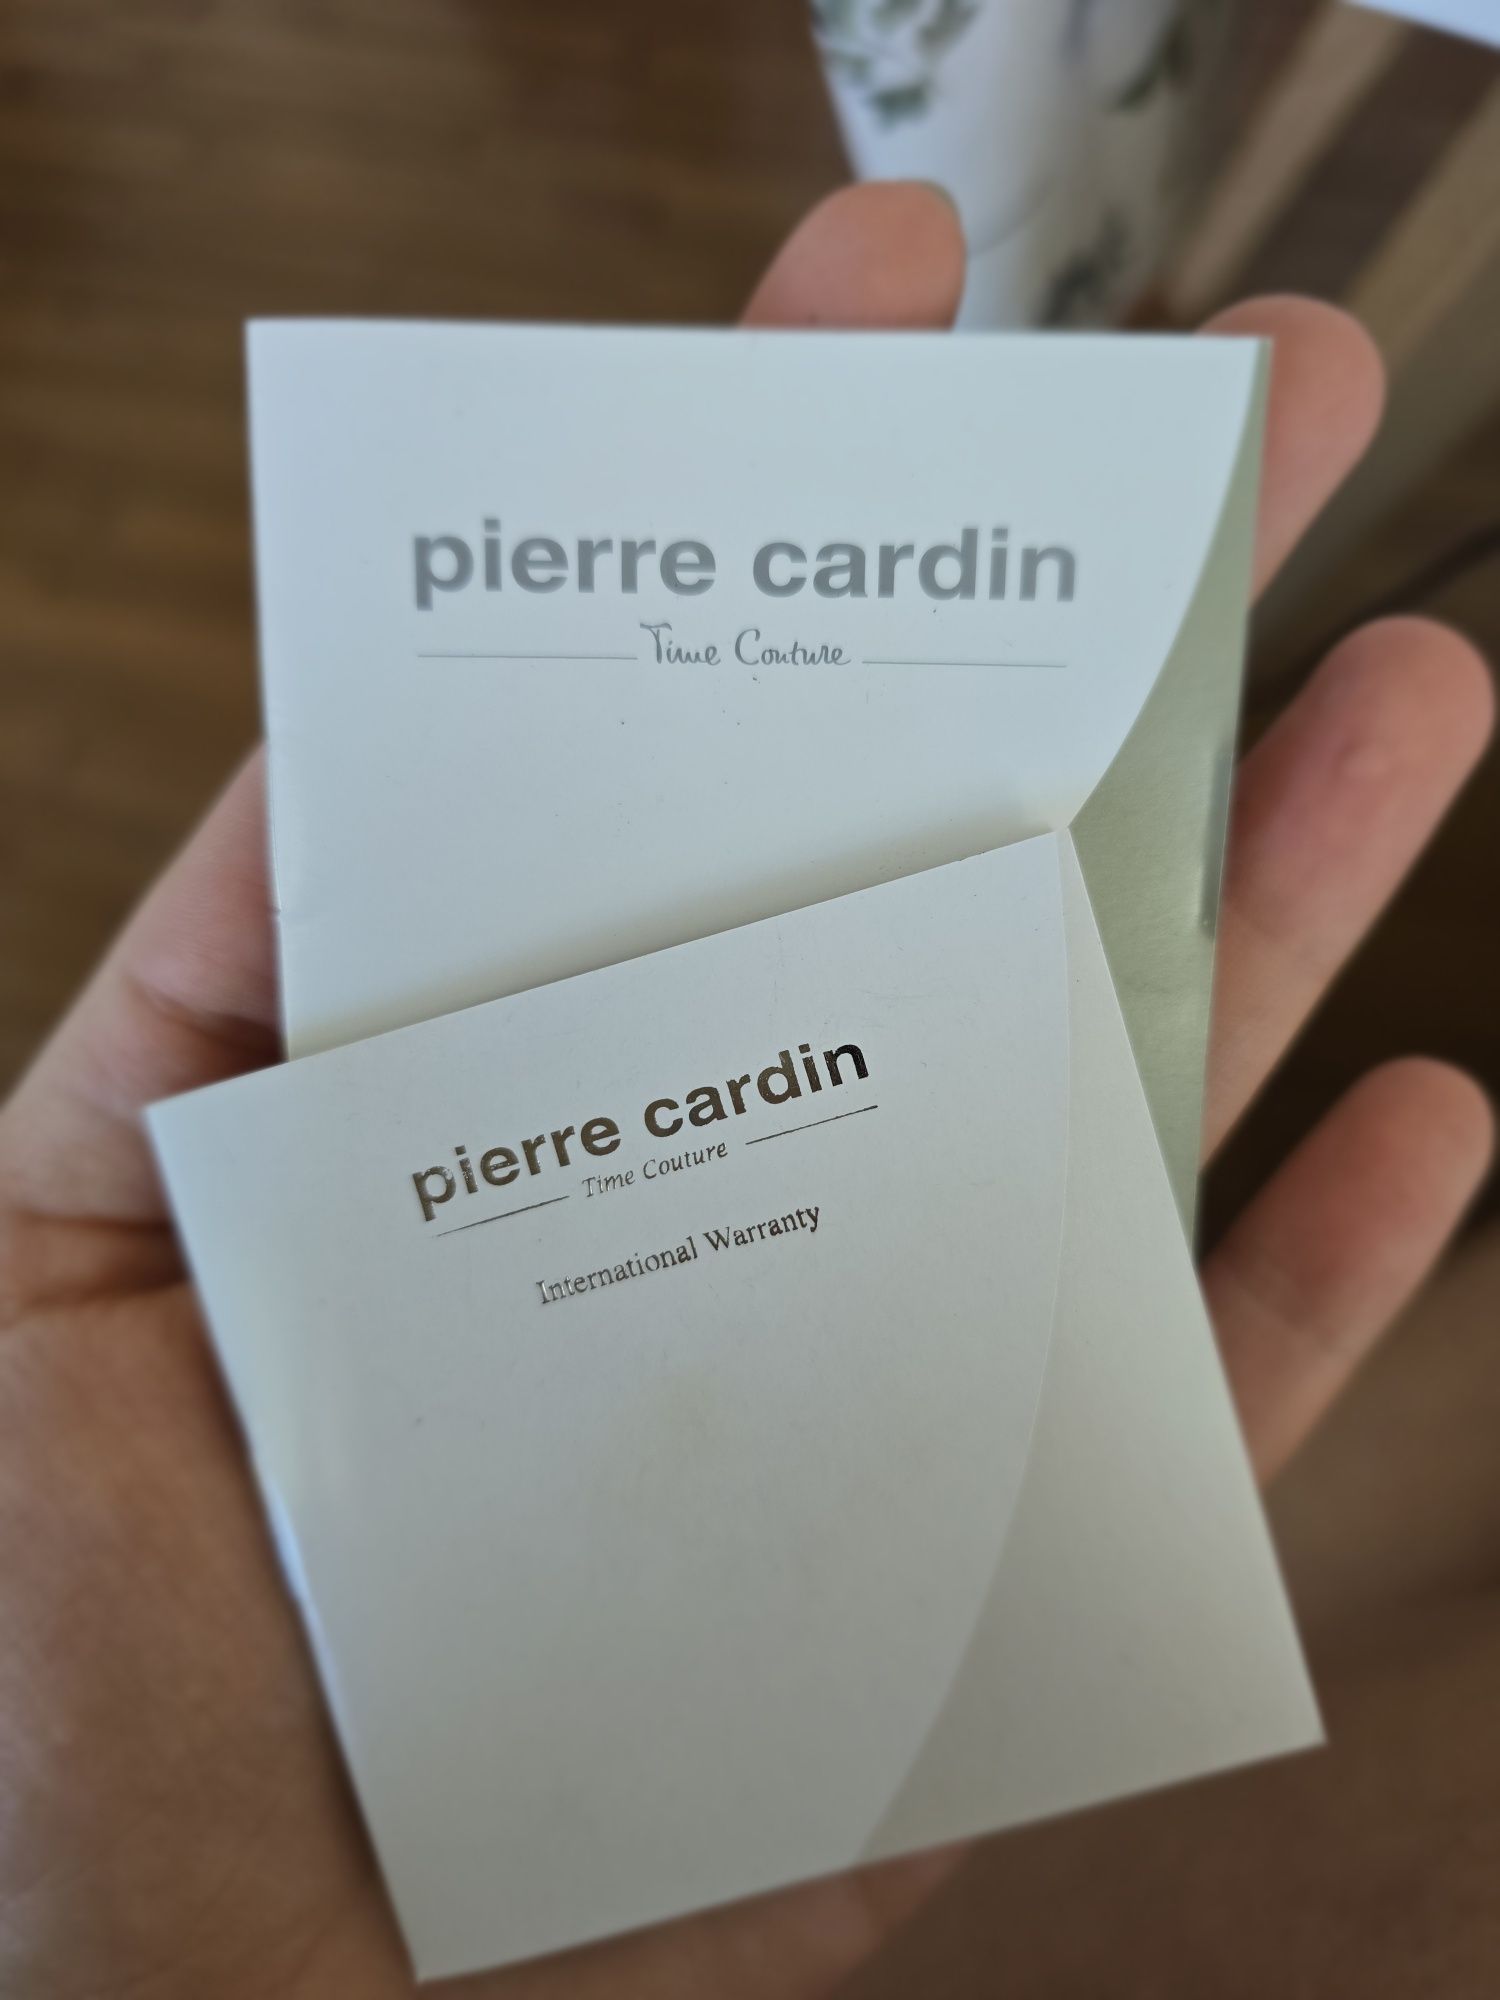 pierre cardin
Time Couture
pierre cardin
Time Couture
International Warranty